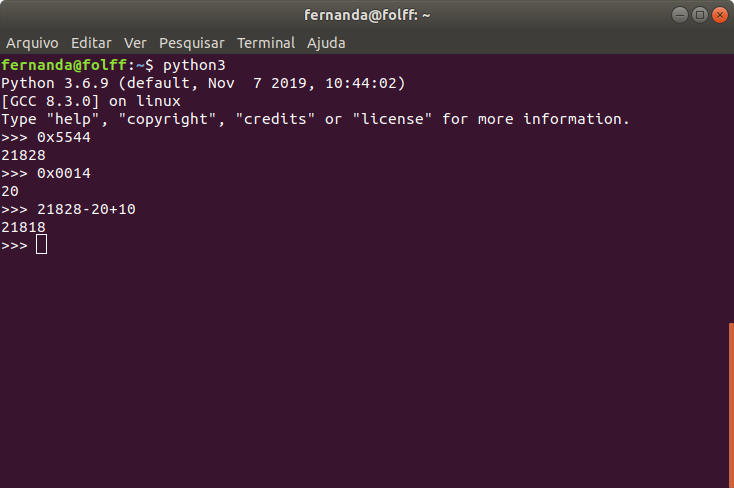 fernanda@folff: ~
Arquivo Editar Ver Pesquisar Terminal Ajuda
fernanda@folff:~$ python3
Python 3.6.9 (default, Nov  7 2019, 10:44:02)
[GCC 8.3.0] on linux
Type "help", "copyright", "credits" or "license" for more information.
>>> 0x5544
21828
>>> 0x0014
20
>>> 21828-20+10
21818
>>>